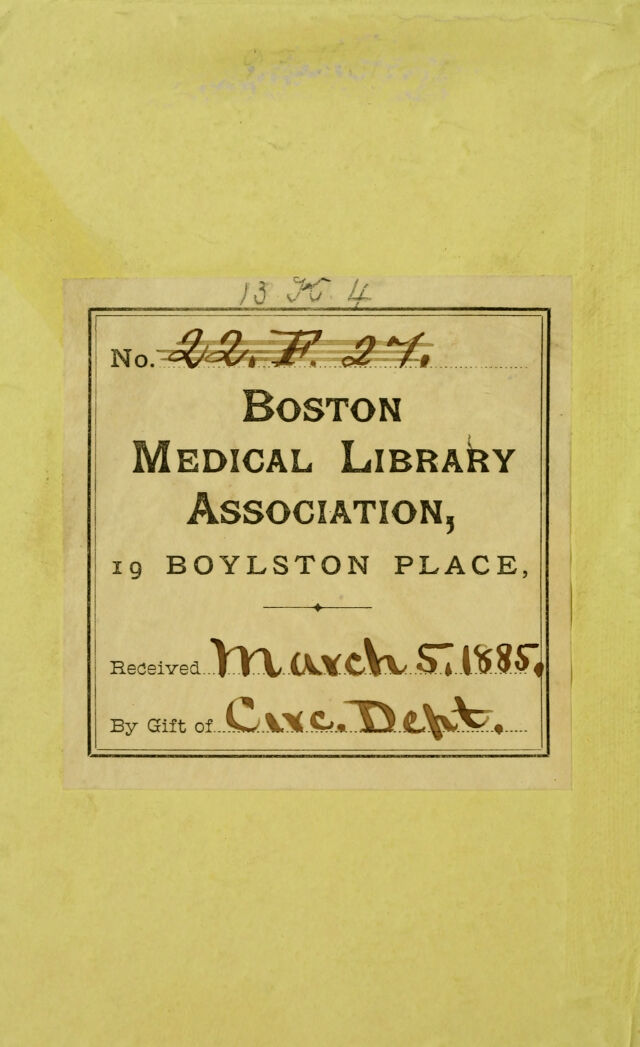 13 K 4
No. 22. F. 27.
BOSTON
MEDICAL LIBRARY
ASSOCIATION,
19 BOYLSTON PLACE,
Received March 5, 1885.
By Gift of Circ. Dept.